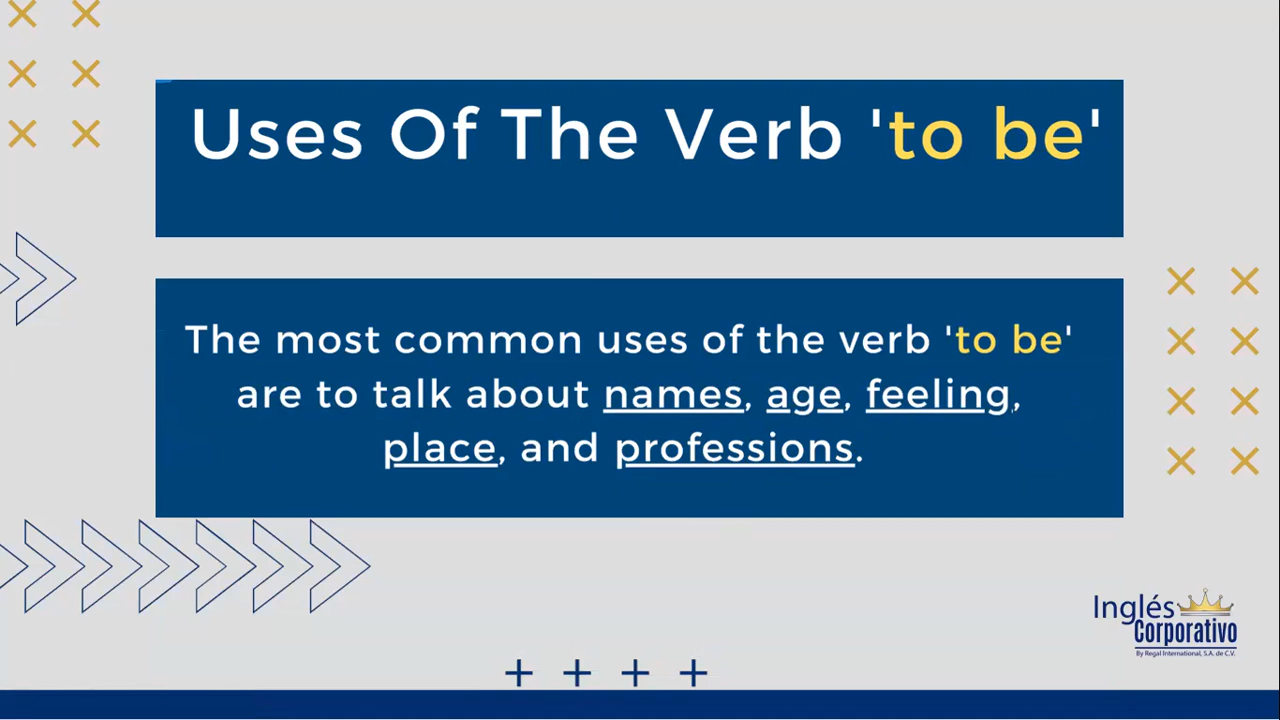 Uses Of The Verb 'to be'
The most common uses of the verb 'to be'
are to talk about names, age, feeling,
place, and professions.
Inglés
Corporativo
By Regal International, S.A. de C.V.